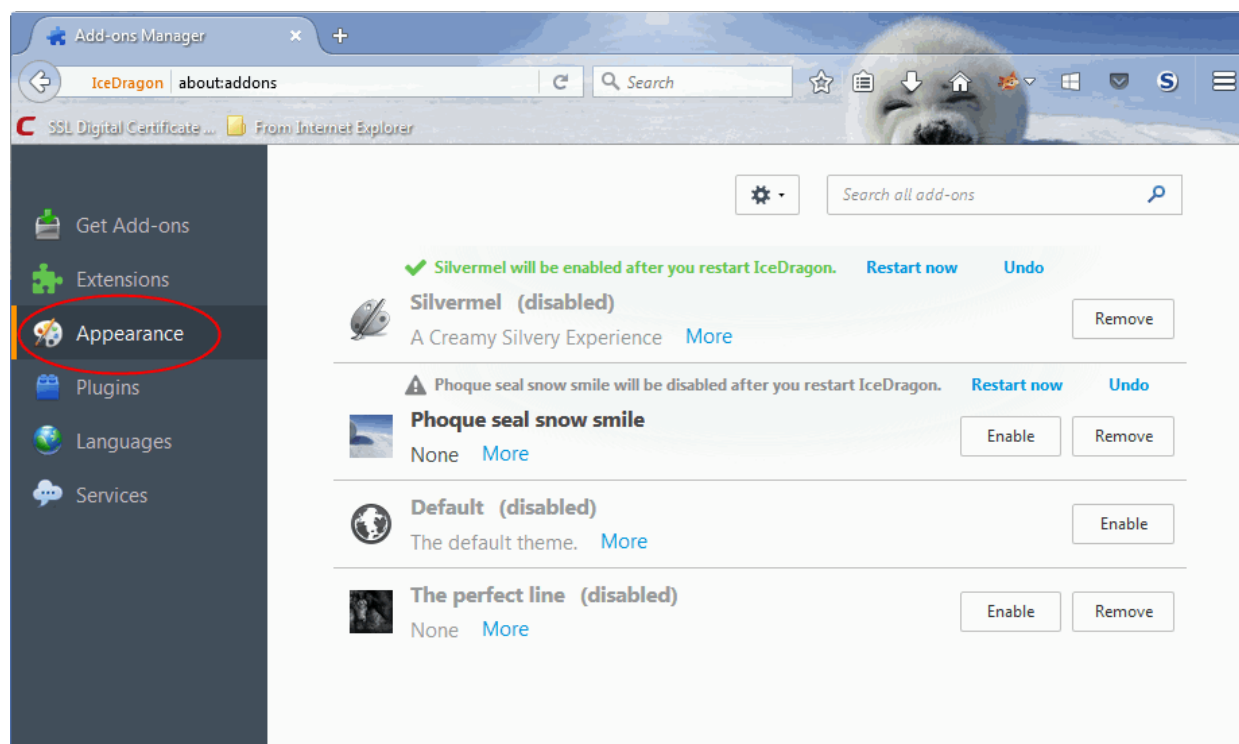 Add-ons Manager × +
IceDragon about:addons Search S
C SSL Digital Certificate ... From Internet Explorer
Search all add-ons
Get Add-ons
Extensions
Appearance
Plugins
Languages
Services
Silvermel will be enabled after you restart IceDragon. Restart now Undo
Silvermel (disabled)
A Creamy Silvery Experience More
Remove
Phoque seal snow smile will be disabled after you restart IceDragon. Restart now Undo
Phoque seal snow smile
None More
Enable Remove
Default (disabled)
The default theme. More
Enable
The perfect line (disabled)
None More
Enable Remove